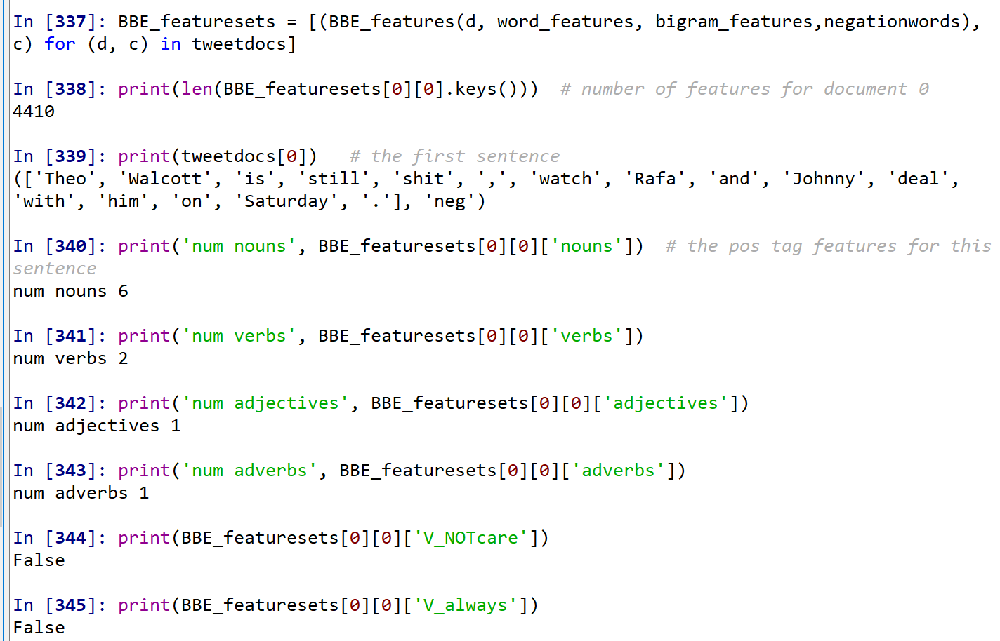 In [337]: BBE_featuresets = [(BBE_features(d, word_features, bigram_features,negationwords),
c) for (d, c) in tweetdocs]
In [338]: print(len(BBE_featuresets[0][0].keys()))  # number of features for document 0
4410
In [339]: print(tweetdocs[0])   # the first sentence
(['Theo', 'Walcott', 'is', 'still', 'shit', ',', 'watch', 'Rafa', 'and', 'Johnny', 'deal',
'with', 'him', 'on', 'Saturday', '.'], 'neg')
In [340]: print('num nouns', BBE_featuresets[0][0]['nouns'])  # the pos tag features for this
sentence
num nouns 6
In [341]: print('num verbs', BBE_featuresets[0][0]['verbs'])
num verbs 2
In [342]: print('num adjectives', BBE_featuresets[0][0]['adjectives'])
num adjectives 1
In [343]: print('num adverbs', BBE_featuresets[0][0]['adverbs'])
num adverbs 1
In [344]: print(BBE_featuresets[0][0]['V_NOTcare'])
False
In [345]: print(BBE_featuresets[0][0]['V_always'])
False